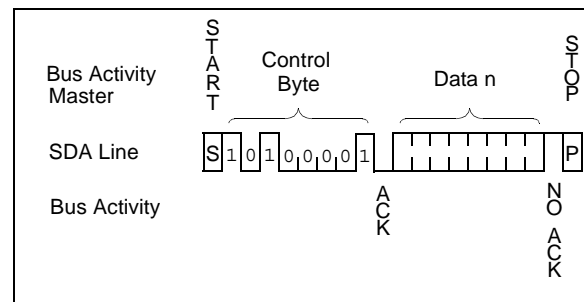 START
STOP
Bus Activity
Master
Control
Byte
Data n
SDA Line
S 1 0 1 0 0 0 0 1 P
Bus Activity
ACK
NO ACK